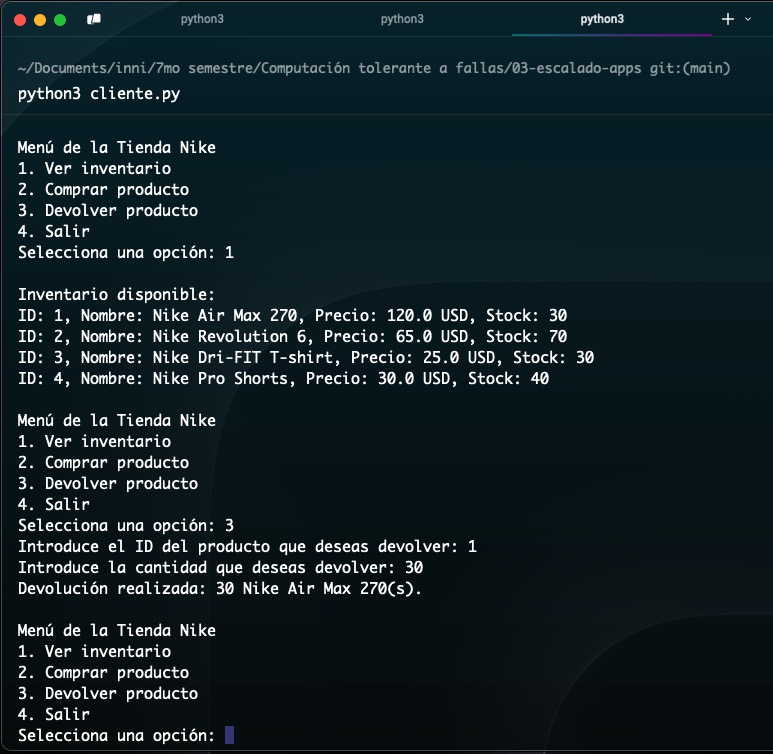 python3 python3 python3
~/Documents/inni/7mo semestre/Computación tolerante a fallas/03-escalado-apps git:(main)
python3 cliente.py
Menú de la Tienda Nike
1. Ver inventario
2. Comprar producto
3. Devolver producto
4. Salir
Selecciona una opción: 1
Inventario disponible:
ID: 1, Nombre: Nike Air Max 270, Precio: 120.0 USD, Stock: 30
ID: 2, Nombre: Nike Revolution 6, Precio: 65.0 USD, Stock: 70
ID: 3, Nombre: Nike Dri-FIT T-shirt, Precio: 25.0 USD, Stock: 30
ID: 4, Nombre: Nike Pro Shorts, Precio: 30.0 USD, Stock: 40
Menú de la Tienda Nike
1. Ver inventario
2. Comprar producto
3. Devolver producto
4. Salir
Selecciona una opción: 3
Introduce el ID del producto que deseas devolver: 1
Introduce la cantidad que deseas devolver: 30
Devolución realizada: 30 Nike Air Max 270(s).
Menú de la Tienda Nike
1. Ver inventario
2. Comprar producto
3. Devolver producto
4. Salir
Selecciona una opción: